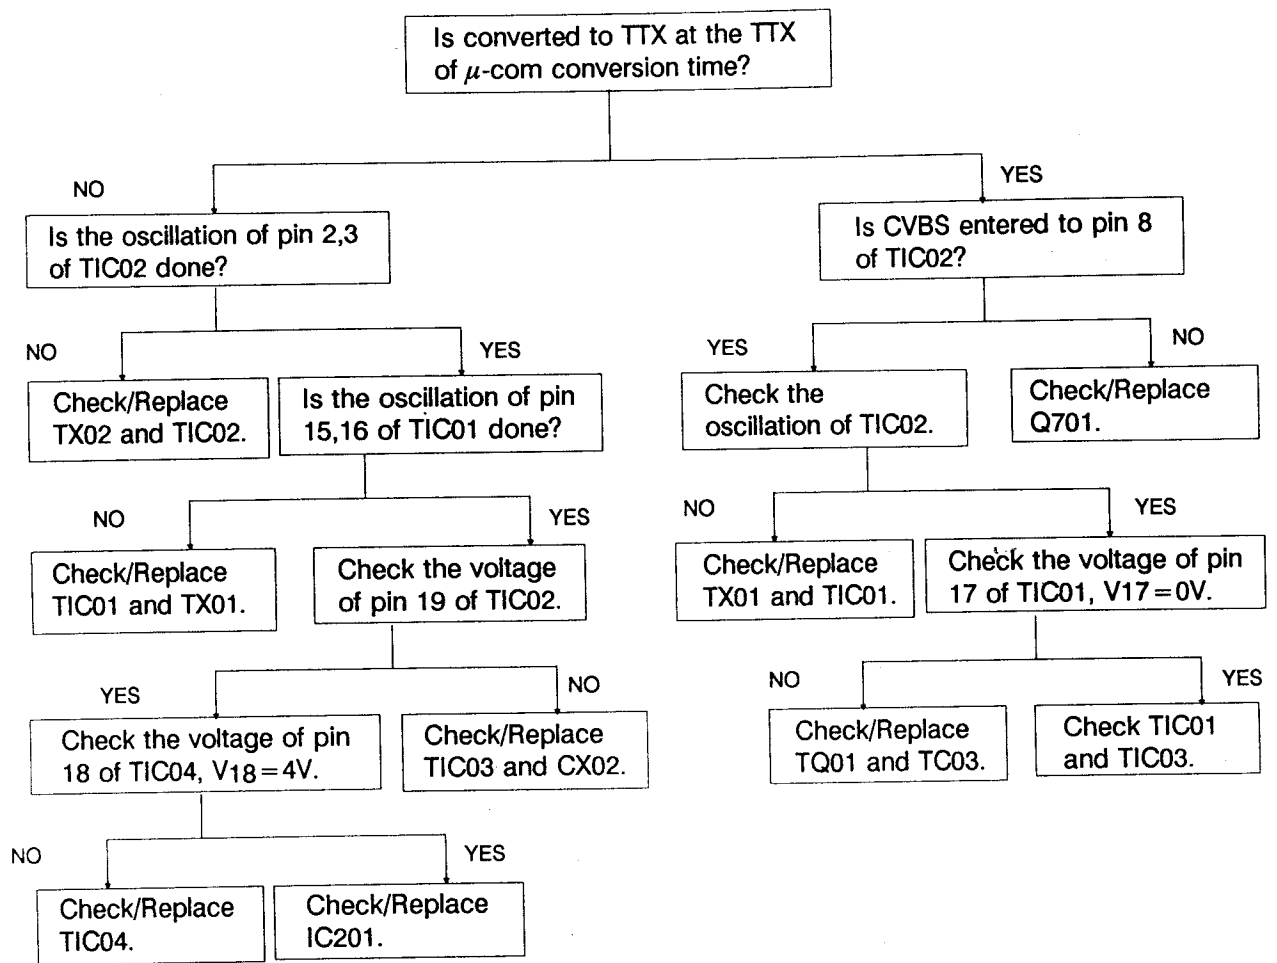 Is converted to TTX at the TTX
of μ-com conversion time?
NO
YES
Is the oscillation of pin 2,3
of TIC02 done?
Is CVBS entered to pin 8
of TIC02?
NO
YES
YES
NO
Check/Replace
TX02 and TIC02.
Is the oscillation of pin
15,16 of TIC01 done?
Check the
oscillation of TIC02.
Check/Replace
Q701.
NO
YES
NO
YES
Check/Replace
TIC01 and TX01.
Check the voltage
of pin 19 of TIC02.
Check/Replace
TX01 and TIC01.
Check the voltage of pin
17 of TIC01, V17=0V.
YES
NO
NO
YES
Check the voltage of pin
18 of TIC04, V18=4V.
Check/Replace
TIC03 and CX02.
Check/Replace
TQ01 and TC03.
Check TIC01
and TIC03.
NO
YES
Check/Replace
TIC04.
Check/Replace
IC201.